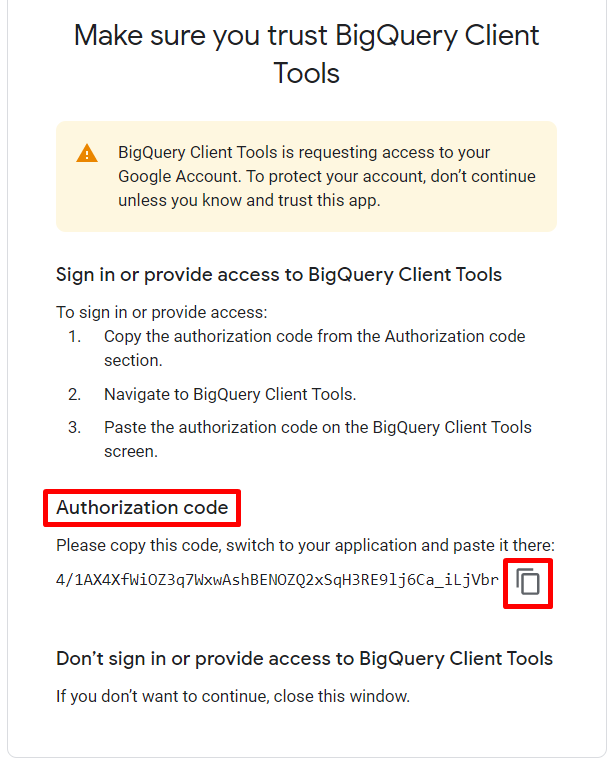 Make sure you trust BigQuery Client
Tools
BigQuery Client Tools is requesting access to your
Google Account. To protect your account, don’t continue
unless you know and trust this app.
Sign in or provide access to BigQuery Client Tools
To sign in or provide access:
1. Copy the authorization code from the Authorization code
section.
2. Navigate to BigQuery Client Tools.
3. Paste the authorization code on the BigQuery Client Tools
screen.
Authorization code
Please copy this code, switch to your application and paste it there:
4/1AX4XfWiOZ3q7WxwAshBENOZQ2xSqH3RE9lj6Ca_iLjVbr
Don’t sign in or provide access to BigQuery Client Tools
If you don’t want to continue, close this window.